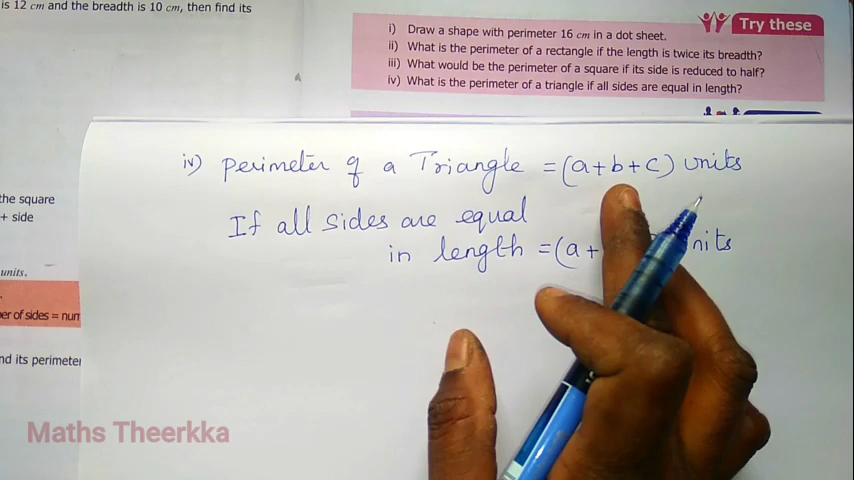 is 12 cm and the breadth is 10 cm, then find its
Try these
i) Draw a shape with perimeter 16 cm in a dot sheet.
ii) What is the perimeter of a rectangle if the length is twice its breadth?
iii) What would be the perimeter of a square if its side is reduced to half?
iv) What is the perimeter of a triangle if all sides are equal in length?
iv) Perimeter of a Triangle = (a+b+c) units
If all sides are equal
in length = (a+ nits
the square
+ side
units.
er of sides = num
nd its perimeter
Maths Theerkka